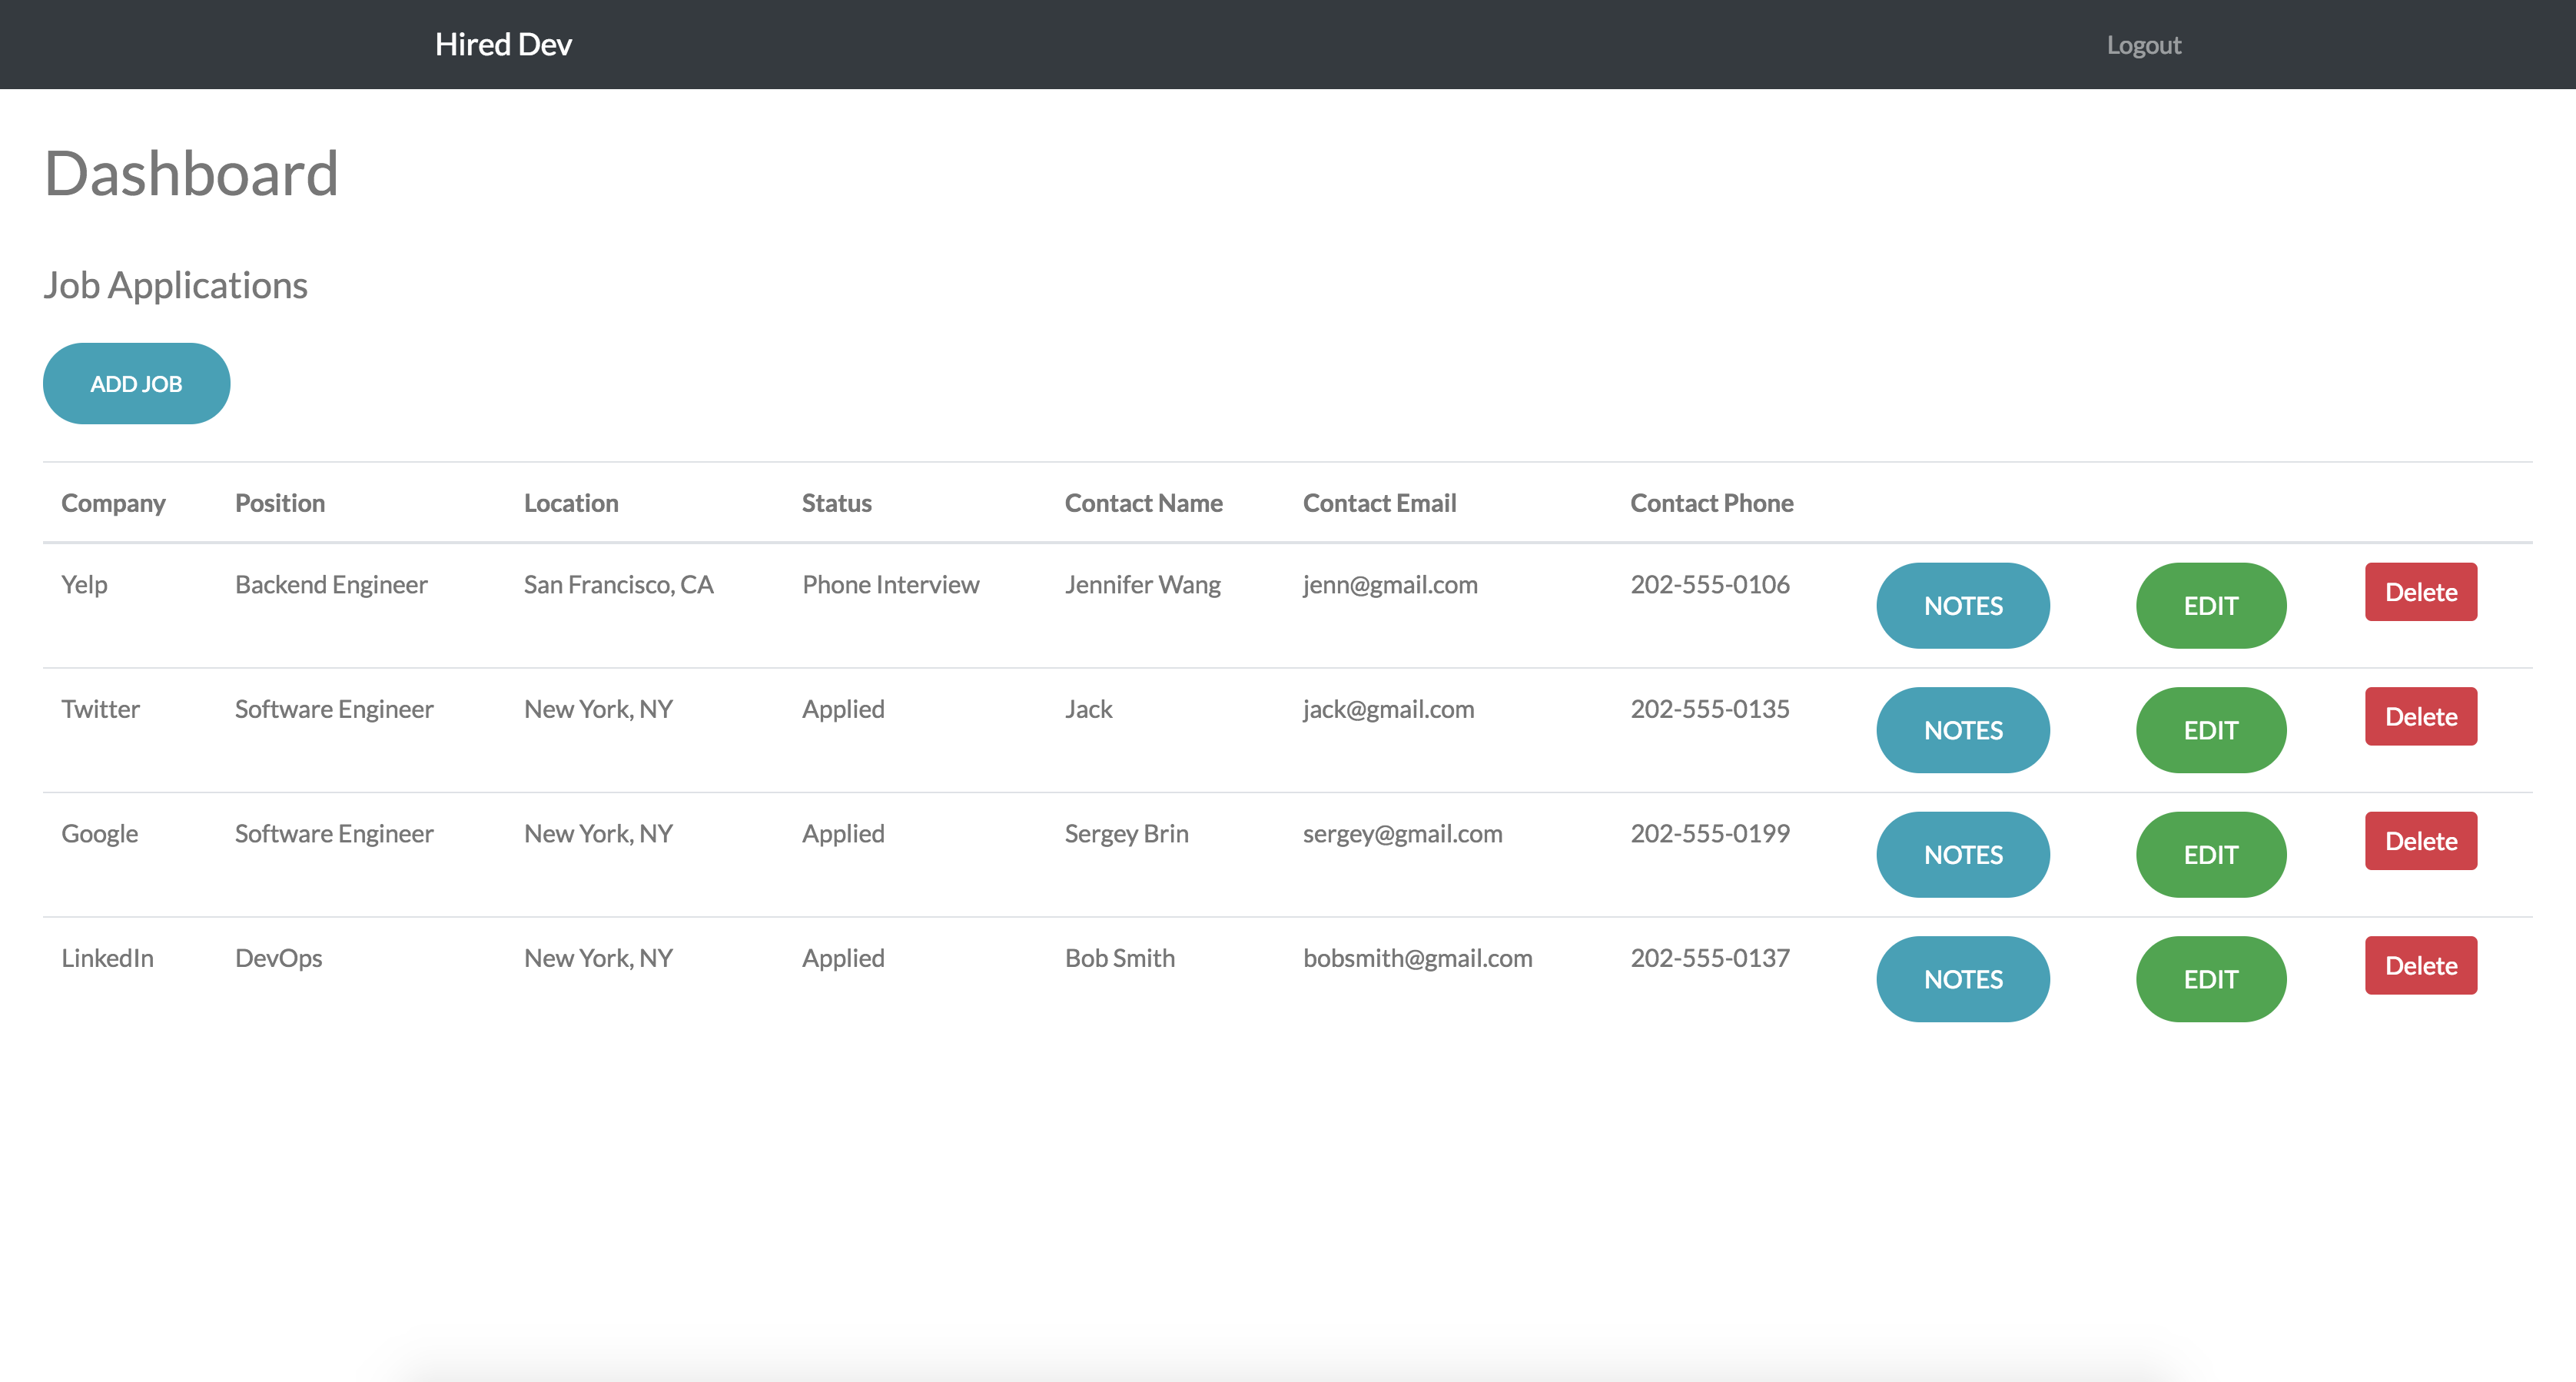 Hired Dev Logout
Dashboard
Job Applications
ADD JOB
Company Position Location Status Contact Name Contact Email Contact Phone
Yelp Backend Engineer San Francisco, CA Phone Interview Jennifer Wang jenn@gmail.com 202-555-0106 NOTES EDIT Delete
Twitter Software Engineer New York, NY Applied Jack jack@gmail.com 202-555-0135 NOTES EDIT Delete
Google Software Engineer New York, NY Applied Sergey Brin sergey@gmail.com 202-555-0199 NOTES EDIT Delete
LinkedIn DevOps New York, NY Applied Bob Smith bobsmith@gmail.com 202-555-0137 NOTES EDIT Delete